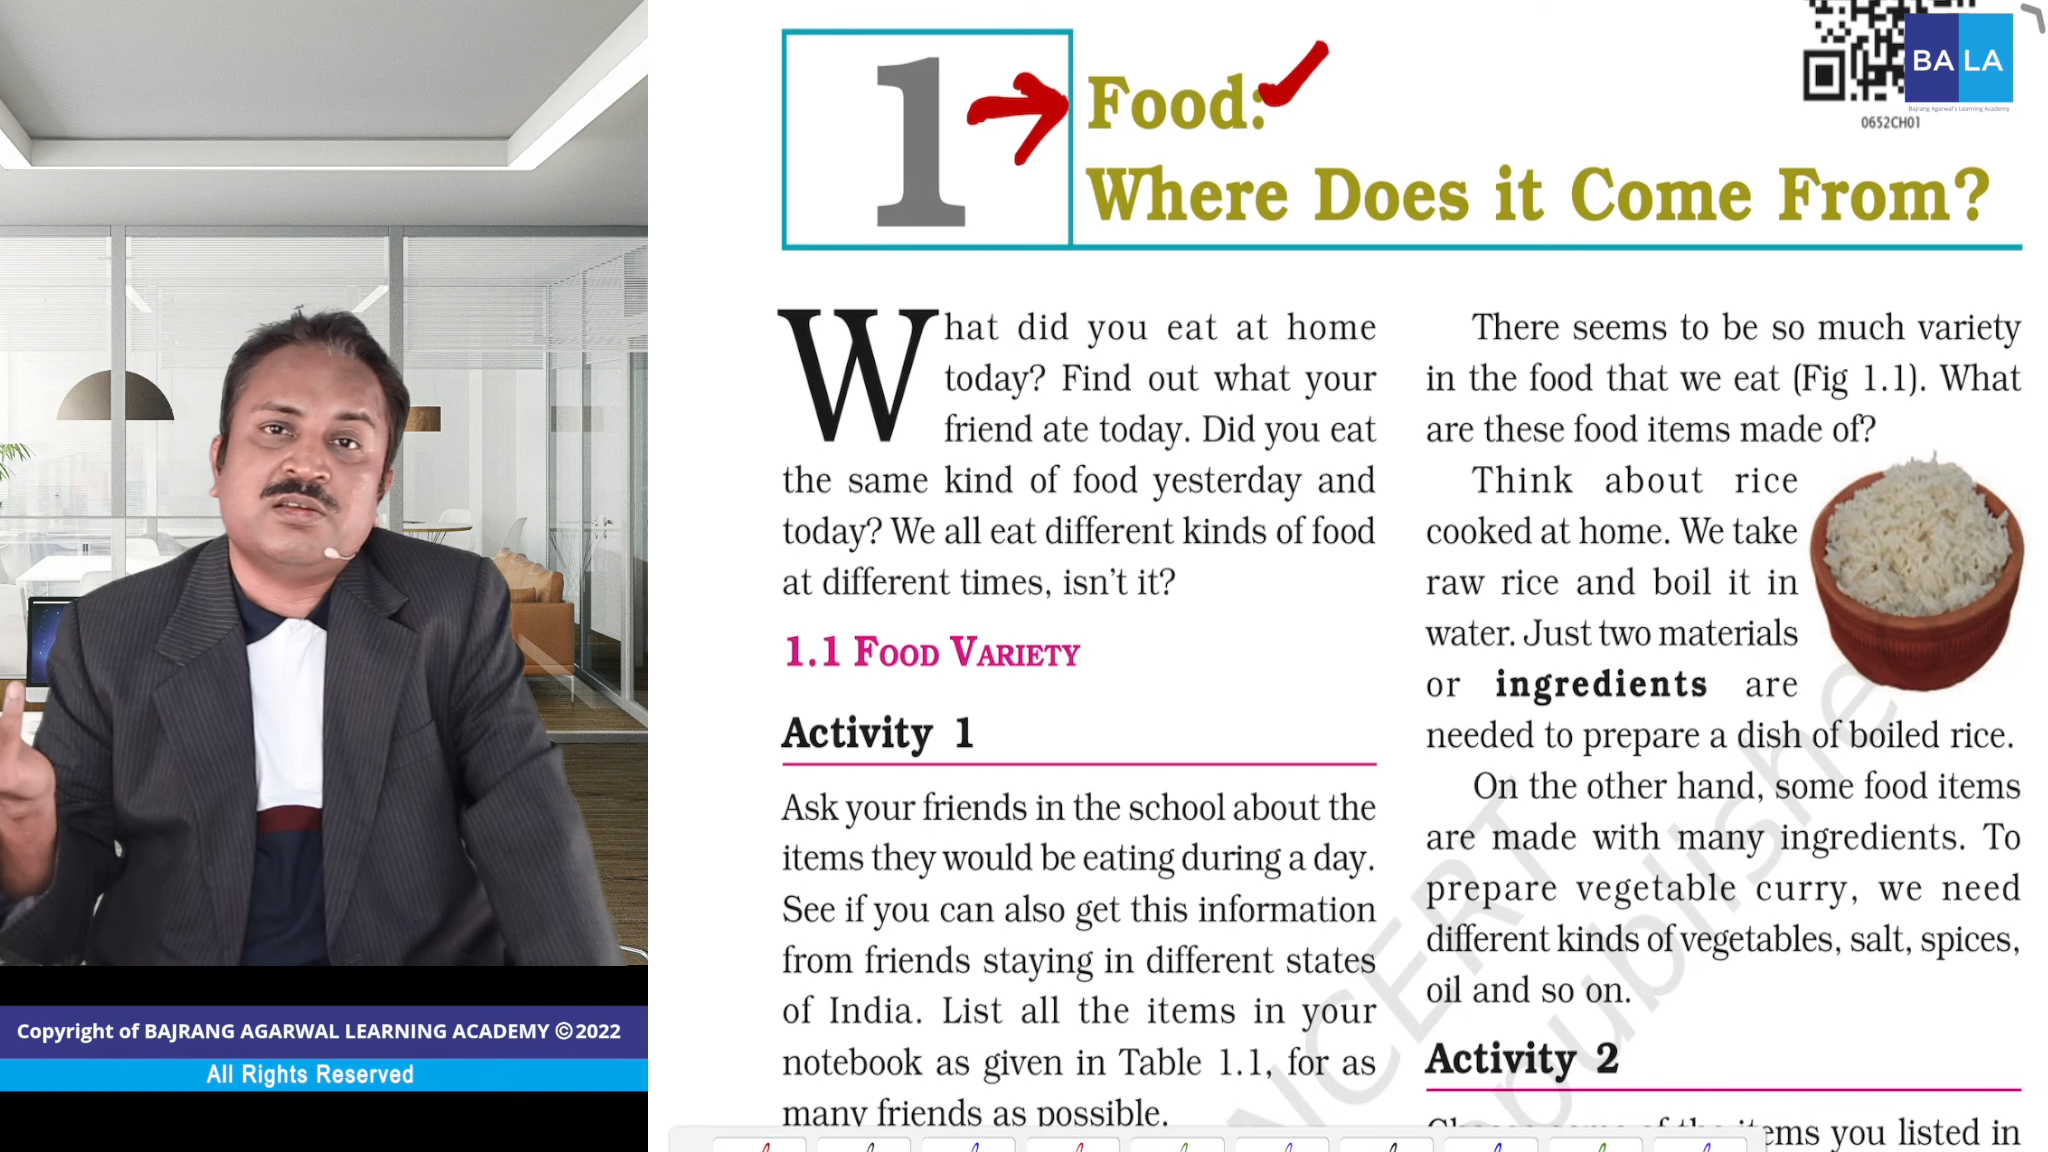 1
Food:
Where Does it Come From?
BALA
Bajrang Agarwal's Learning Academy
0652CH01
What did you eat at home
today? Find out what your
friend ate today. Did you eat
the same kind of food yesterday and
today? We all eat different kinds of food
at different times, isn't it?
1.1 FOOD VARIETY
Activity 1
Ask your friends in the school about the
items they would be eating during a day.
See if you can also get this information
from friends staying in different states
of India. List all the items in your
notebook as given in Table 1.1, for as
many friends as possible.
There seems to be so much variety
in the food that we eat (Fig 1.1). What
are these food items made of?
Think about rice
cooked at home. We take
raw rice and boil it in
water. Just two materials
or ingredients are
needed to prepare a dish of boiled rice.
On the other hand, some food items
are made with many ingredients. To
prepare vegetable curry, we need
different kinds of vegetables, salt, spices,
oil and so on.
Activity 2
you listed in
NCERT
Copyright of BAJRANG AGARWAL LEARNING ACADEMY ©2022
All Rights Reserved